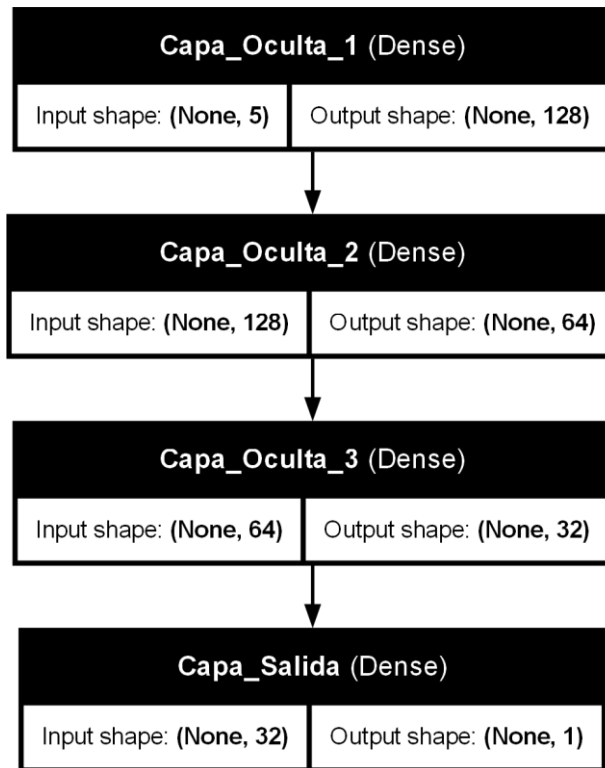 Capa_Oculta_1 (Dense)
Input shape: (None, 5) Output shape: (None, 128)
Capa_Oculta_2 (Dense)
Input shape: (None, 128) Output shape: (None, 64)
Capa_Oculta_3 (Dense)
Input shape: (None, 64) Output shape: (None, 32)
Capa_Salida (Dense)
Input shape: (None, 32) Output shape: (None, 1)